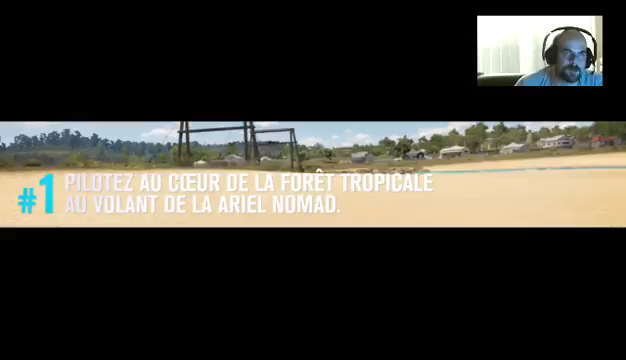 #1 PILOTEZ AU CŒUR DE LA FORÊT TROPICALE
AU VOLANT DE LA ARIEL NOMAD.